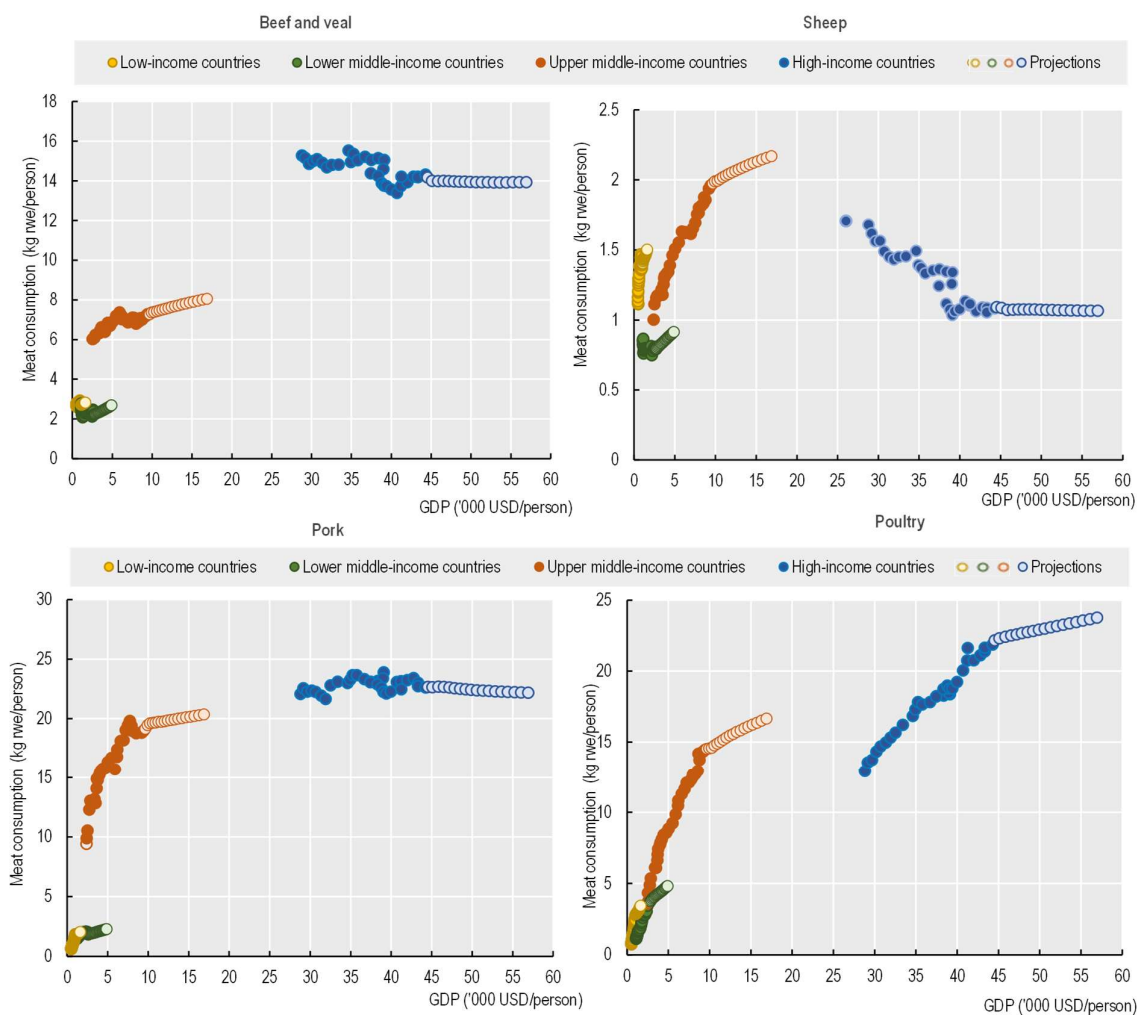 Beef and veal
Low-income countries Lower middle-income countries Upper middle-income countries High-income countries Projections
Meat consumption (kg rwe/person)
18
16
14
12
10
8
6
4
2
0
0 5 10 15 20 25 30 35 40 45 50 55 60
GDP ('000 USD/person)
Sheep
Meat consumption (kg rwe/person)
2.5
2
1.5
1
0.5
0
0 5 10 15 20 25 30 35 40 45 50 55 60
GDP ('000 USD/person)
Pork
Low-income countries Lower middle-income countries Upper middle-income countries High-income countries Projections
Meat consumption (kg rwe/person)
30
25
20
15
10
5
0
0 5 10 15 20 25 30 35 40 45 50 55 60
GDP ('000 USD/person)
Poultry
Meat consumption (kg rwe/person)
25
20
15
10
5
0
0 5 10 15 20 25 30 35 40 45 50 55 60
GDP ('000 USD/person)